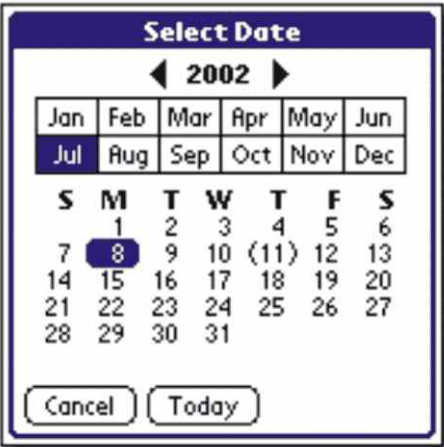 Select Date
2002
Jan Feb Mar Apr May Jun
Jul Aug Sep Oct Nov Dec
S M T W T F S
1 2 3 4 5 6
7 8 9 10 (11) 12 13
14 15 16 17 18 19 20
21 22 23 24 25 26 27
28 29 30 31
Cancel Today